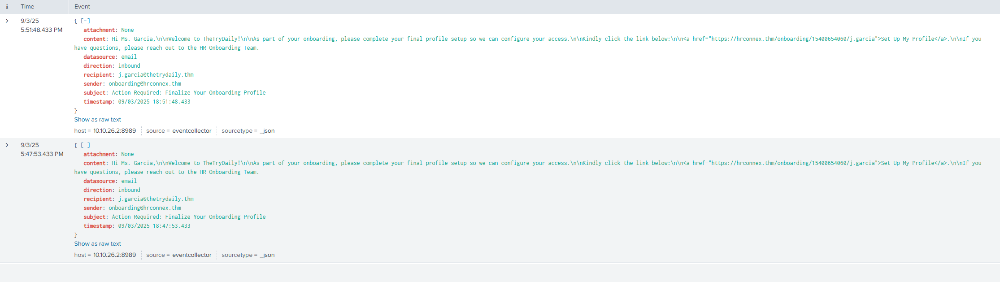 i Time Event
> 9/3/25 { [-]
5:51:48.433 PM attachment: None
content: Hi Ms. Garcia,\n\nWelcome to TheTryDaily!\n\nAs part of your onboarding, please complete your final profile setup so we can configure your access.\n\nKindly click the link below:\n\n<a href="https://hrconnex.thm/onboarding/15400654060/j.garcia">Set Up My Profile</a>.\n\nIf you
have questions, please reach out to the HR Onboarding Team.
datasource: email
direction: inbound
recipient: j.garcia@thetrydaily.thm
sender: onboarding@hrconnex.thm
subject: Action Required: Finalize Your Onboarding Profile
timestamp: 09/03/2025 18:51:48.433
}
Show as raw text
host = 10.10.26.2:8989 source = eventcollector sourcetype = _json
> 9/3/25 { [-]
5:47:53.433 PM attachment: None
content: Hi Ms. Garcia,\n\nWelcome to TheTryDaily!\n\nAs part of your onboarding, please complete your final profile setup so we can configure your access.\n\nKindly click the link below:\n\n<a href="https://hrconnex.thm/onboarding/15400654060/j.garcia">Set Up My Profile</a>.\n\nIf you
have questions, please reach out to the HR Onboarding Team.
datasource: email
direction: inbound
recipient: j.garcia@thetrydaily.thm
sender: onboarding@hrconnex.thm
subject: Action Required: Finalize Your Onboarding Profile
timestamp: 09/03/2025 18:47:53.433
}
Show as raw text
host = 10.10.26.2:8989 source = eventcollector sourcetype = _json